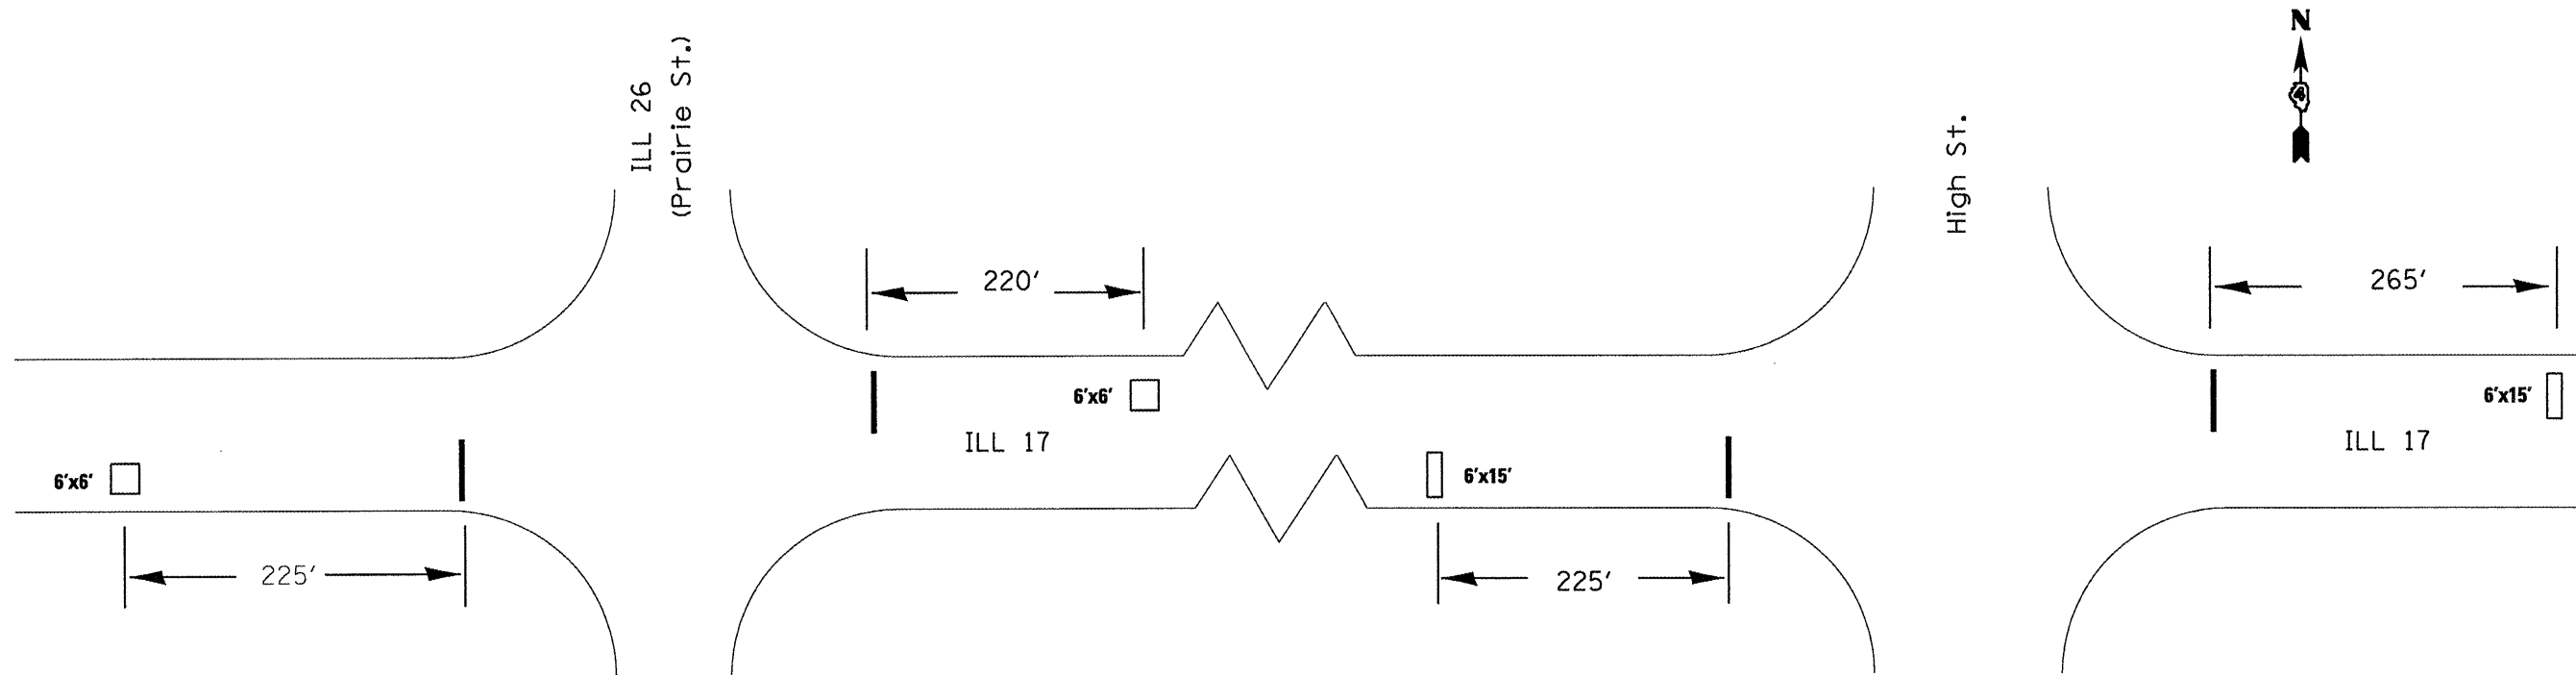 N
4
ILL 26
(Prairie St.)
High St.
220'
265'
6'x6'
6'x15'
ILL 17
ILL 17
6'x6'
6'x15'
225'
225'